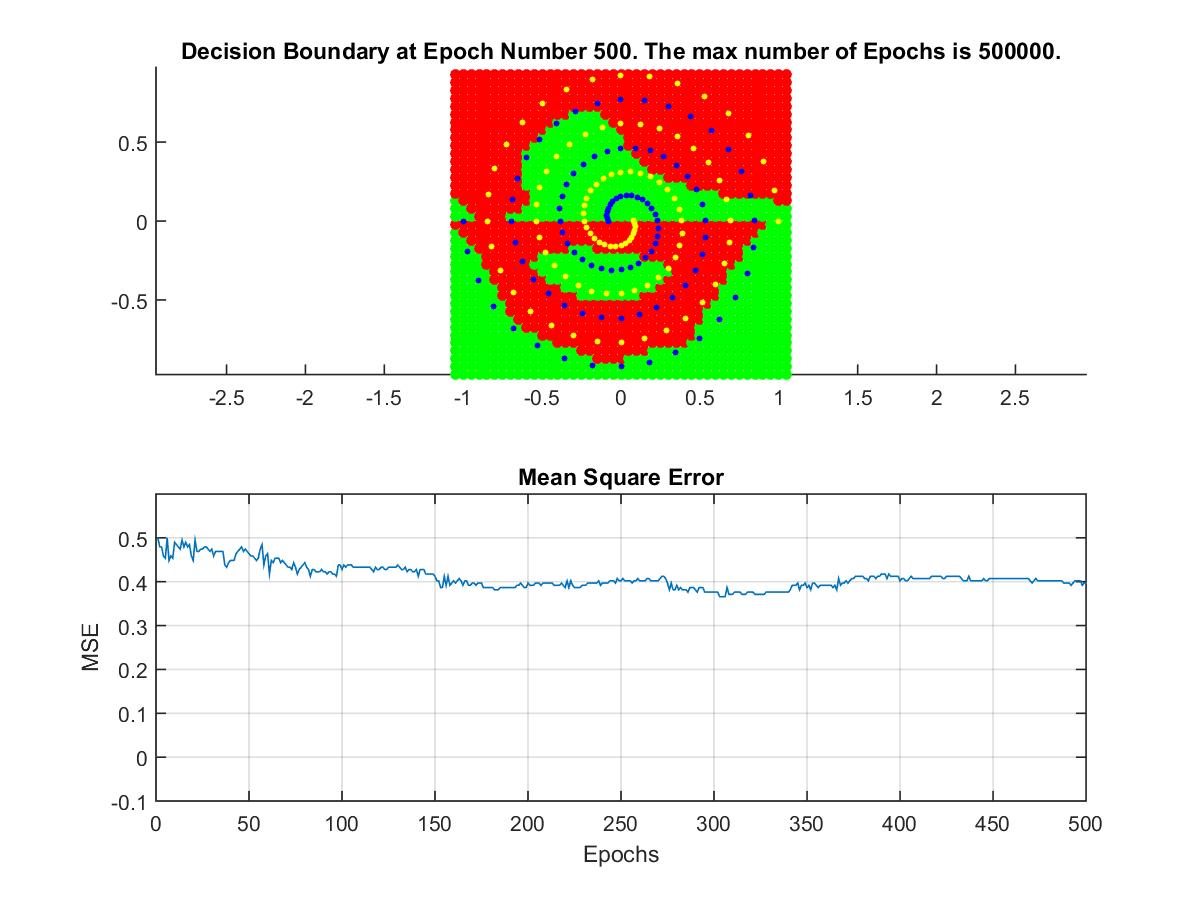 Decision Boundary at Epoch Number 500. The max number of Epochs is 500000.
0.5
0
-0.5
-2.5 -2 -1.5 -1 -0.5 0 0.5 1 1.5 2 2.5
Mean Square Error
0.5
0.4
0.3
0.2
0.1
0
-0.1
MSE
0 50 100 150 200 250 300 350 400 450 500
Epochs